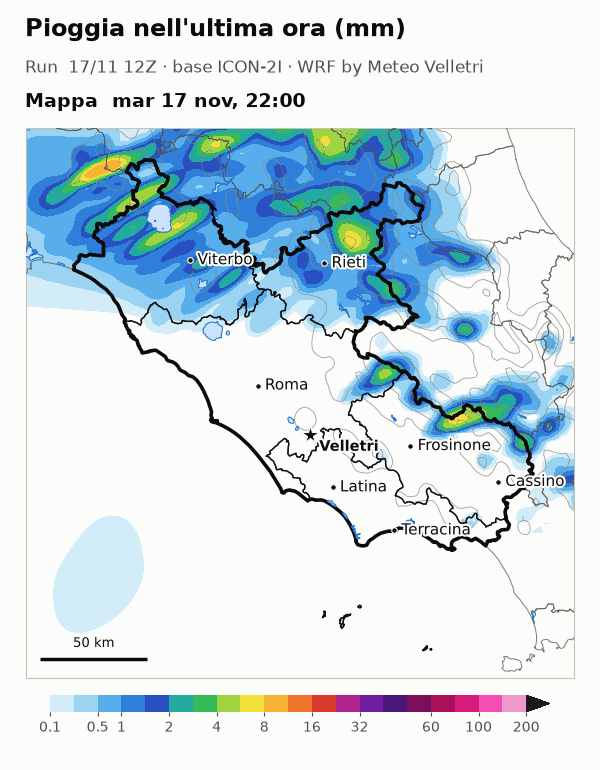 Pioggia nell'ultima ora (mm)
Run  17/11 12Z · base ICON-2I · WRF by Meteo Velletri
Mappa  mar 17 nov, 22:00
Viterbo
Rieti
Roma
Velletri
Frosinone
Latina
Cassino
Terracina
50 km
0.1 0.5 1 2 4 8 16 32 60 100 200